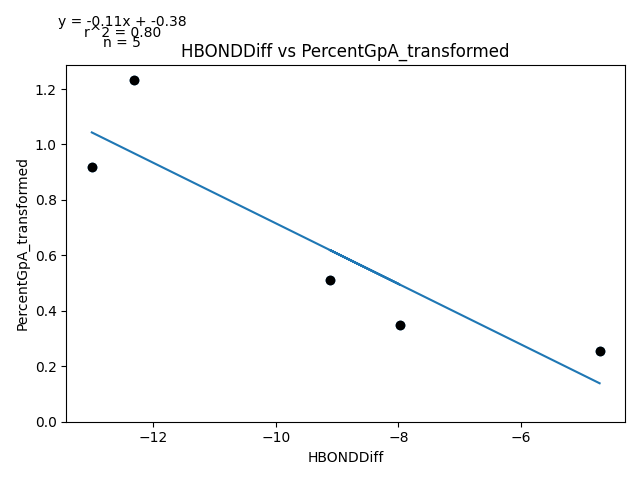 y = -0.11x + -0.38
r^2 = 0.80
n = 5
HBONDDiff vs PercentGpA_transformed
PercentGpA_transformed
1.2
1.0
0.8
0.6
0.4
0.2
0.0
−12
−10
−8
−6
HBONDDiff